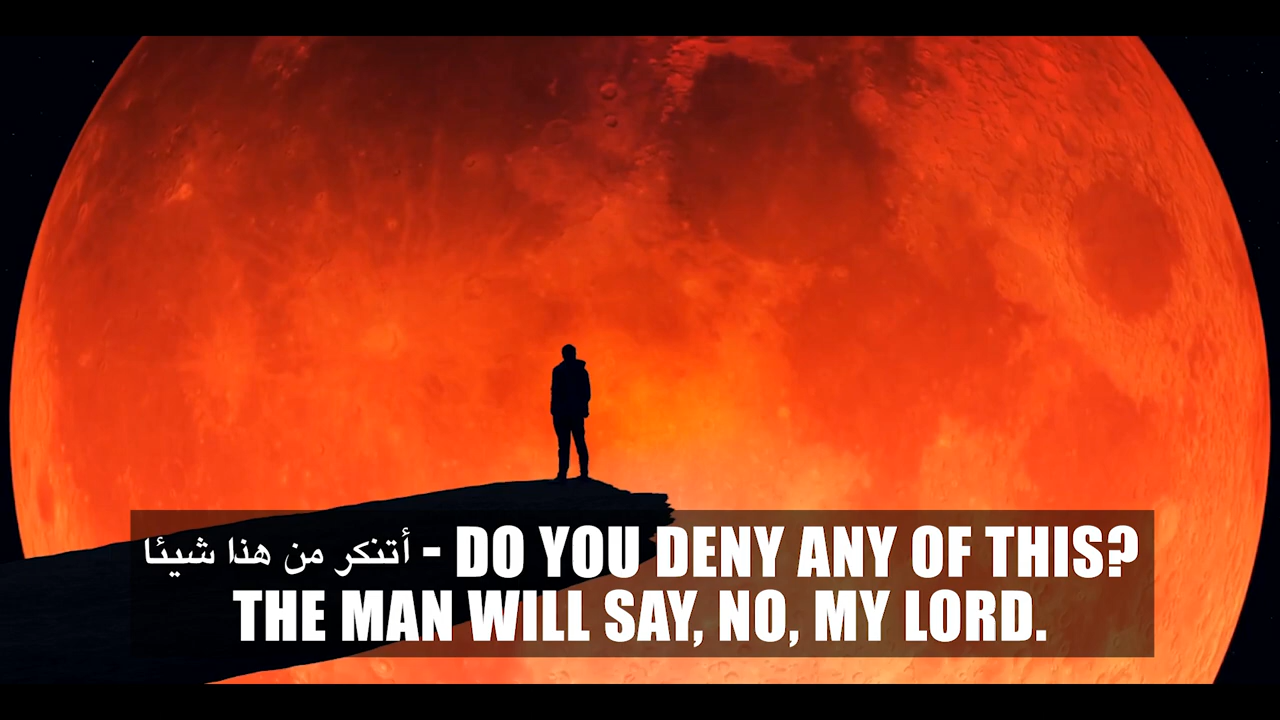 أتنكر من هذا شيئا - DO YOU DENY ANY OF THIS?
THE MAN WILL SAY, NO, MY LORD.